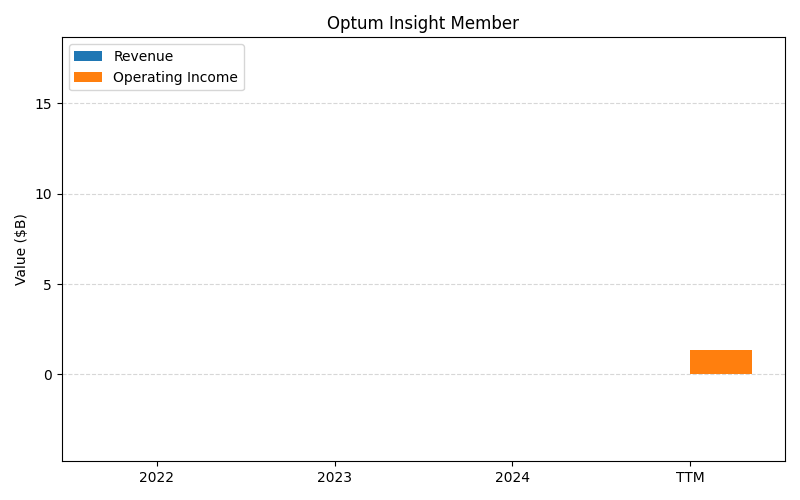 Optum Insight Member
Revenue
Operating Income
Value ($B)
15
10
5
0
2022 2023 2024 TTM